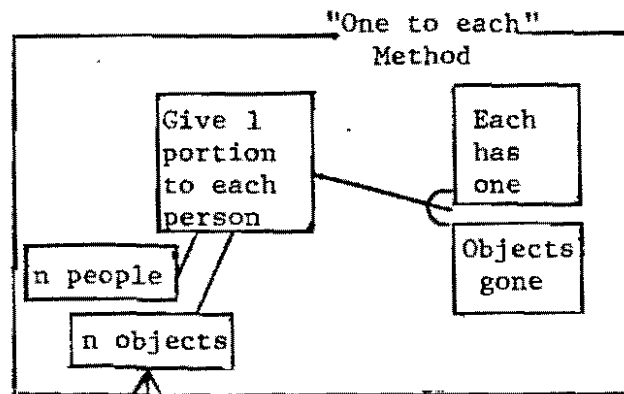 "One to each"
Method
Give 1
portion
to each
person
Each
has
one
n people
Objects
gone
n objects